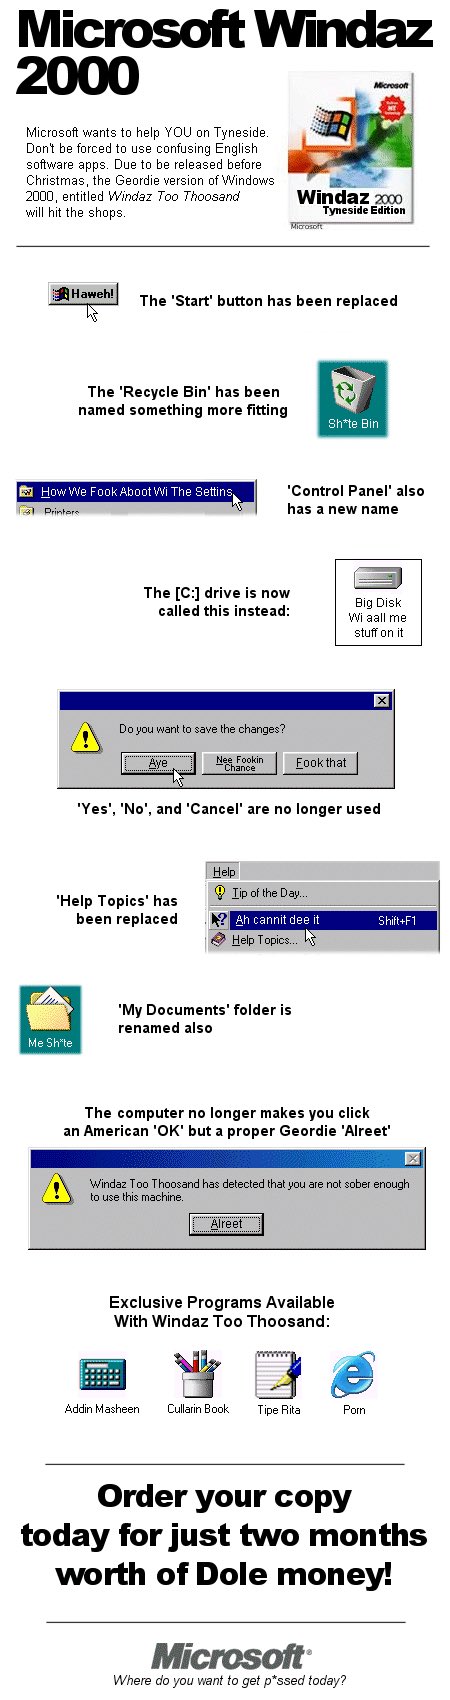 Microsoft Windaz
2000
Microsoft wants to help YOU on Tyneside.
Don't be forced to use confusing English
software apps. Due to be released before
Christmas, the Geordie version of Windows
2000, entitled Windaz Too Thoosand
will hit the shops.
Microsoft
Windaz 2000
Tyneside Edition
Microsoft
Haweh!
The 'Start' button has been replaced
The 'Recycle Bin' has been
named something more fitting
Sh*te Bin
How We Fook Aboot Wi The Settins
Printers
'Control Panel' also
has a new name
The [C:] drive is now
called this instead:
Big Disk
Wi aall me
stuff on it
Do you want to save the changes?
Aye
Nee Fookin
Chance
Fook that
'Yes', 'No', and 'Cancel' are no longer used
'Help Topics' has
been replaced
Help
Tip of the Day...
Ah cannit dee it Shift+F1
Help Topics...
Me Sh*te
'My Documents' folder is
renamed also
The computer no longer makes you click
an American 'OK' but a proper Geordie 'Alreet'
Windaz Too Thoosand has detected that you are not sober enough
to use this machine.
Alreet
Exclusive Programs Available
With Windaz Too Thoosand:
Addin Masheen
Cullarin Book
Tipe Rita
Porn
Order your copy
today for just two months
worth of Dole money!
Microsoft®
Where do you want to get p*ssed today?